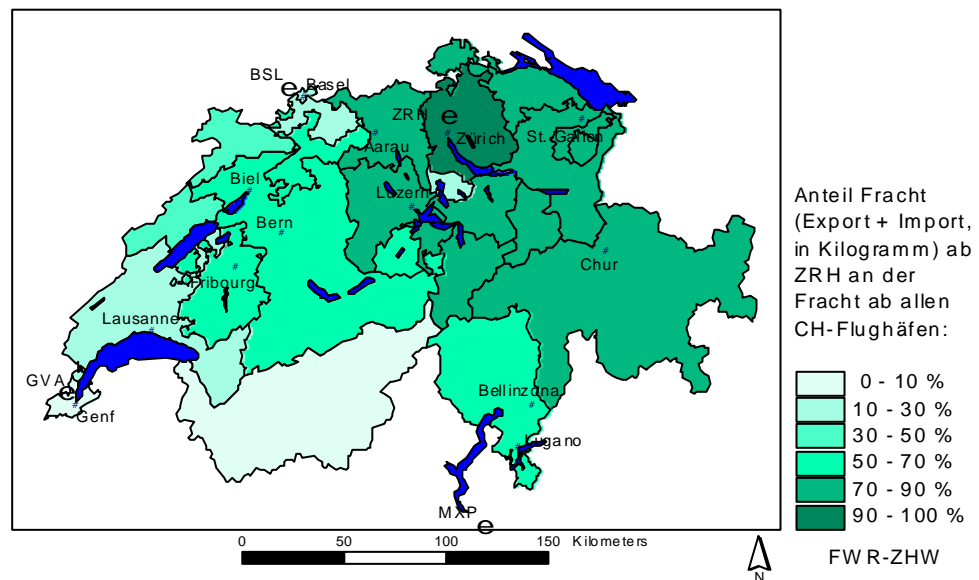 BSL
Basel
ZRH
Zürich
Aarau
St. Gallen
Biel
Luzern
Bern
Chur
Fribourg
Lausanne
GVA
Genf
Bellinzona
Lugano
MXP
Anteil Fracht
(Export + Import,
in Kilogramm) ab
ZRH an der
Fracht ab allen
CH-Flughäfen:
0 - 10 %
10 - 30 %
30 - 50 %
50 - 70 %
70 - 90 %
90 - 100 %
0 50 100 150 Kilometers
N
FWR-ZHW